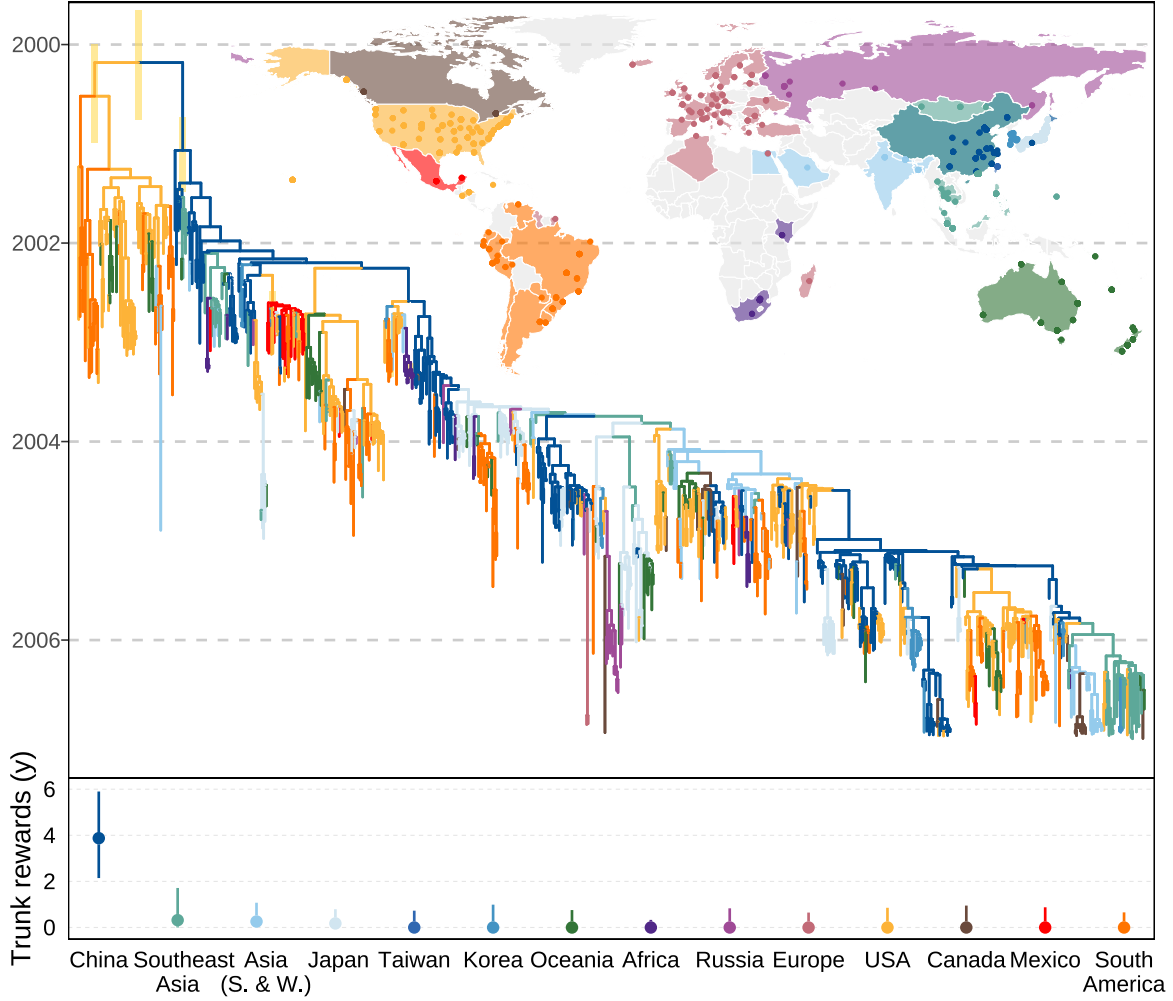 2000
2002
2004
2006
Trunk rewards (y)
6
4
2
0
China Southeast Asia Japan Taiwan Korea Oceania Africa Russia Europe USA Canada Mexico South
Asia (S. & W.) America